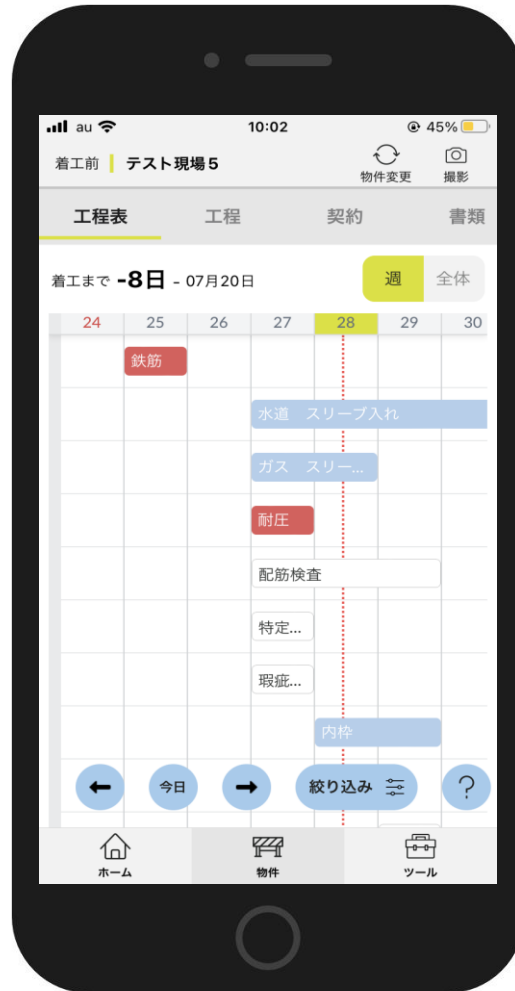 au 10:02 45%
着工前 テスト現場5 物件変更 撮影
工程表 工程 契約 書類
着工まで -8日 - 07月20日 週 全体
24 25 26 27 28 29 30
鉄筋
水道 スリーブ入れ
ガス スリー...
耐圧
配筋検査
特定...
瑕疵...
内枠
今日 絞り込み ?
ホーム 物件 ツール